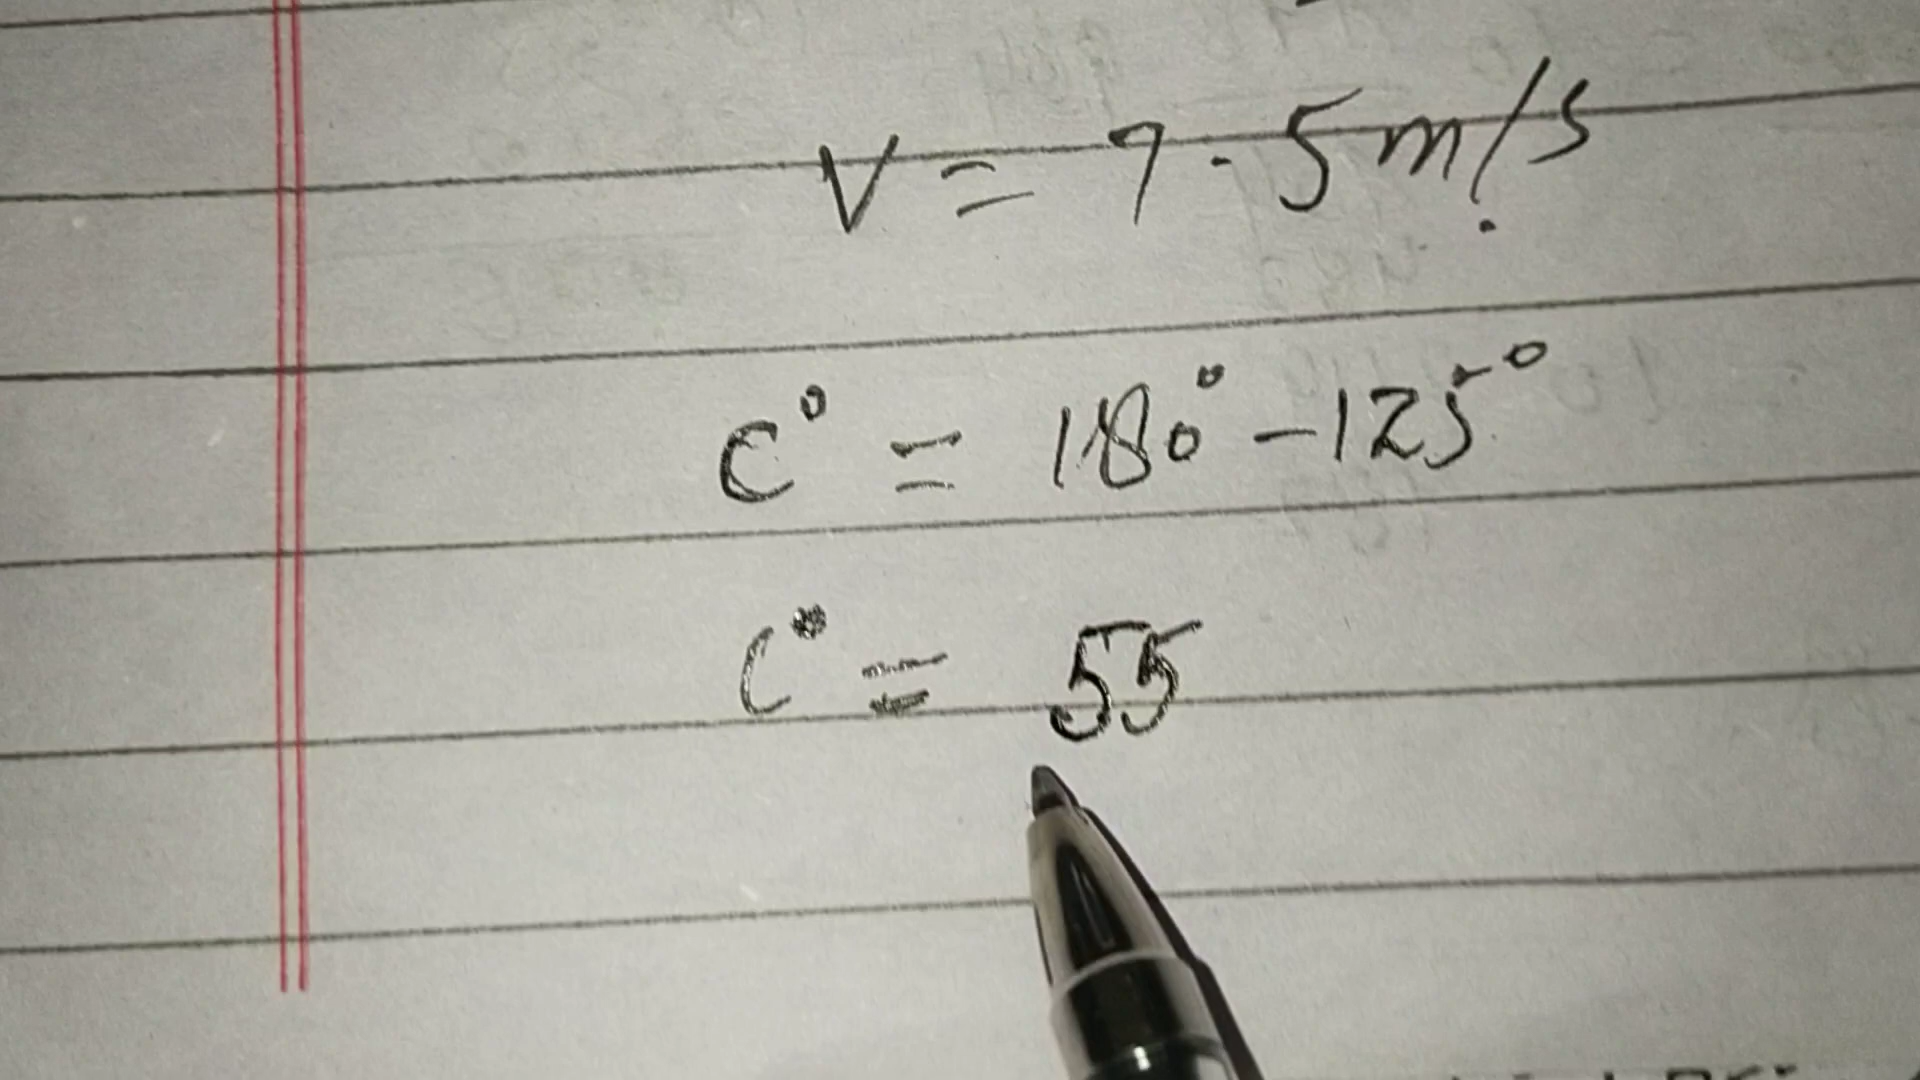 V = 7.5 m/s
C° = 180° - 125°
C° = 55